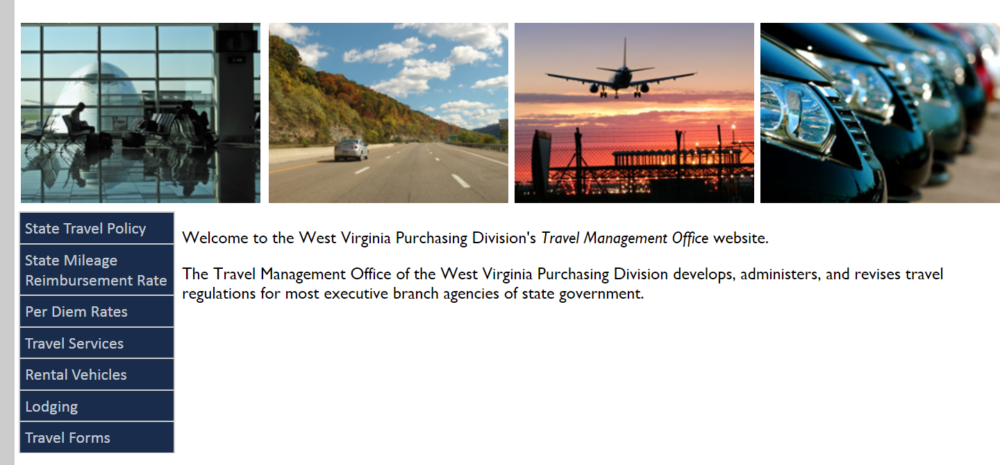 State Travel Policy
State Mileage
Reimbursement Rate
Per Diem Rates
Travel Services
Rental Vehicles
Lodging
Travel Forms
Welcome to the West Virginia Purchasing Division's Travel Management Office website.
The Travel Management Office of the West Virginia Purchasing Division develops, administers, and revises travel
regulations for most executive branch agencies of state government.